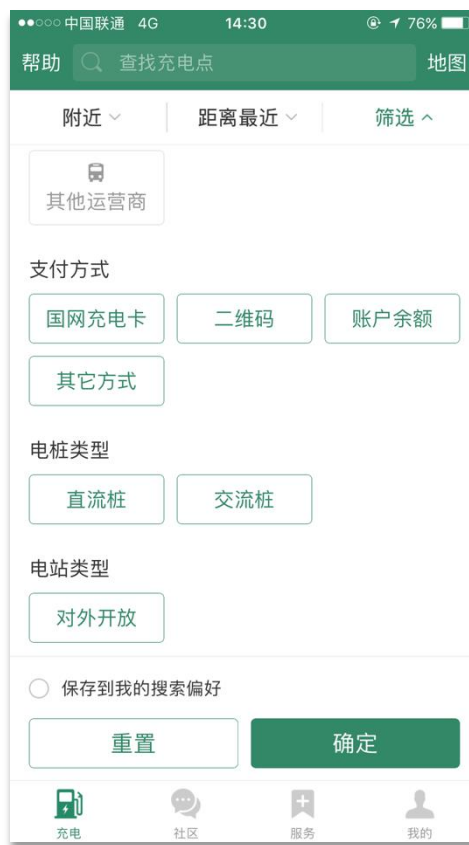 中国联通 4G 14:30 76%
帮助 查找充电点 地图
附近 距离最近 筛选
其他运营商
支付方式
国网充电卡 二维码 账户余额
其它方式
电桩类型
直流桩 交流桩
电站类型
对外开放
保存到我的搜索偏好
重置 确定
充电 社区 服务 我的